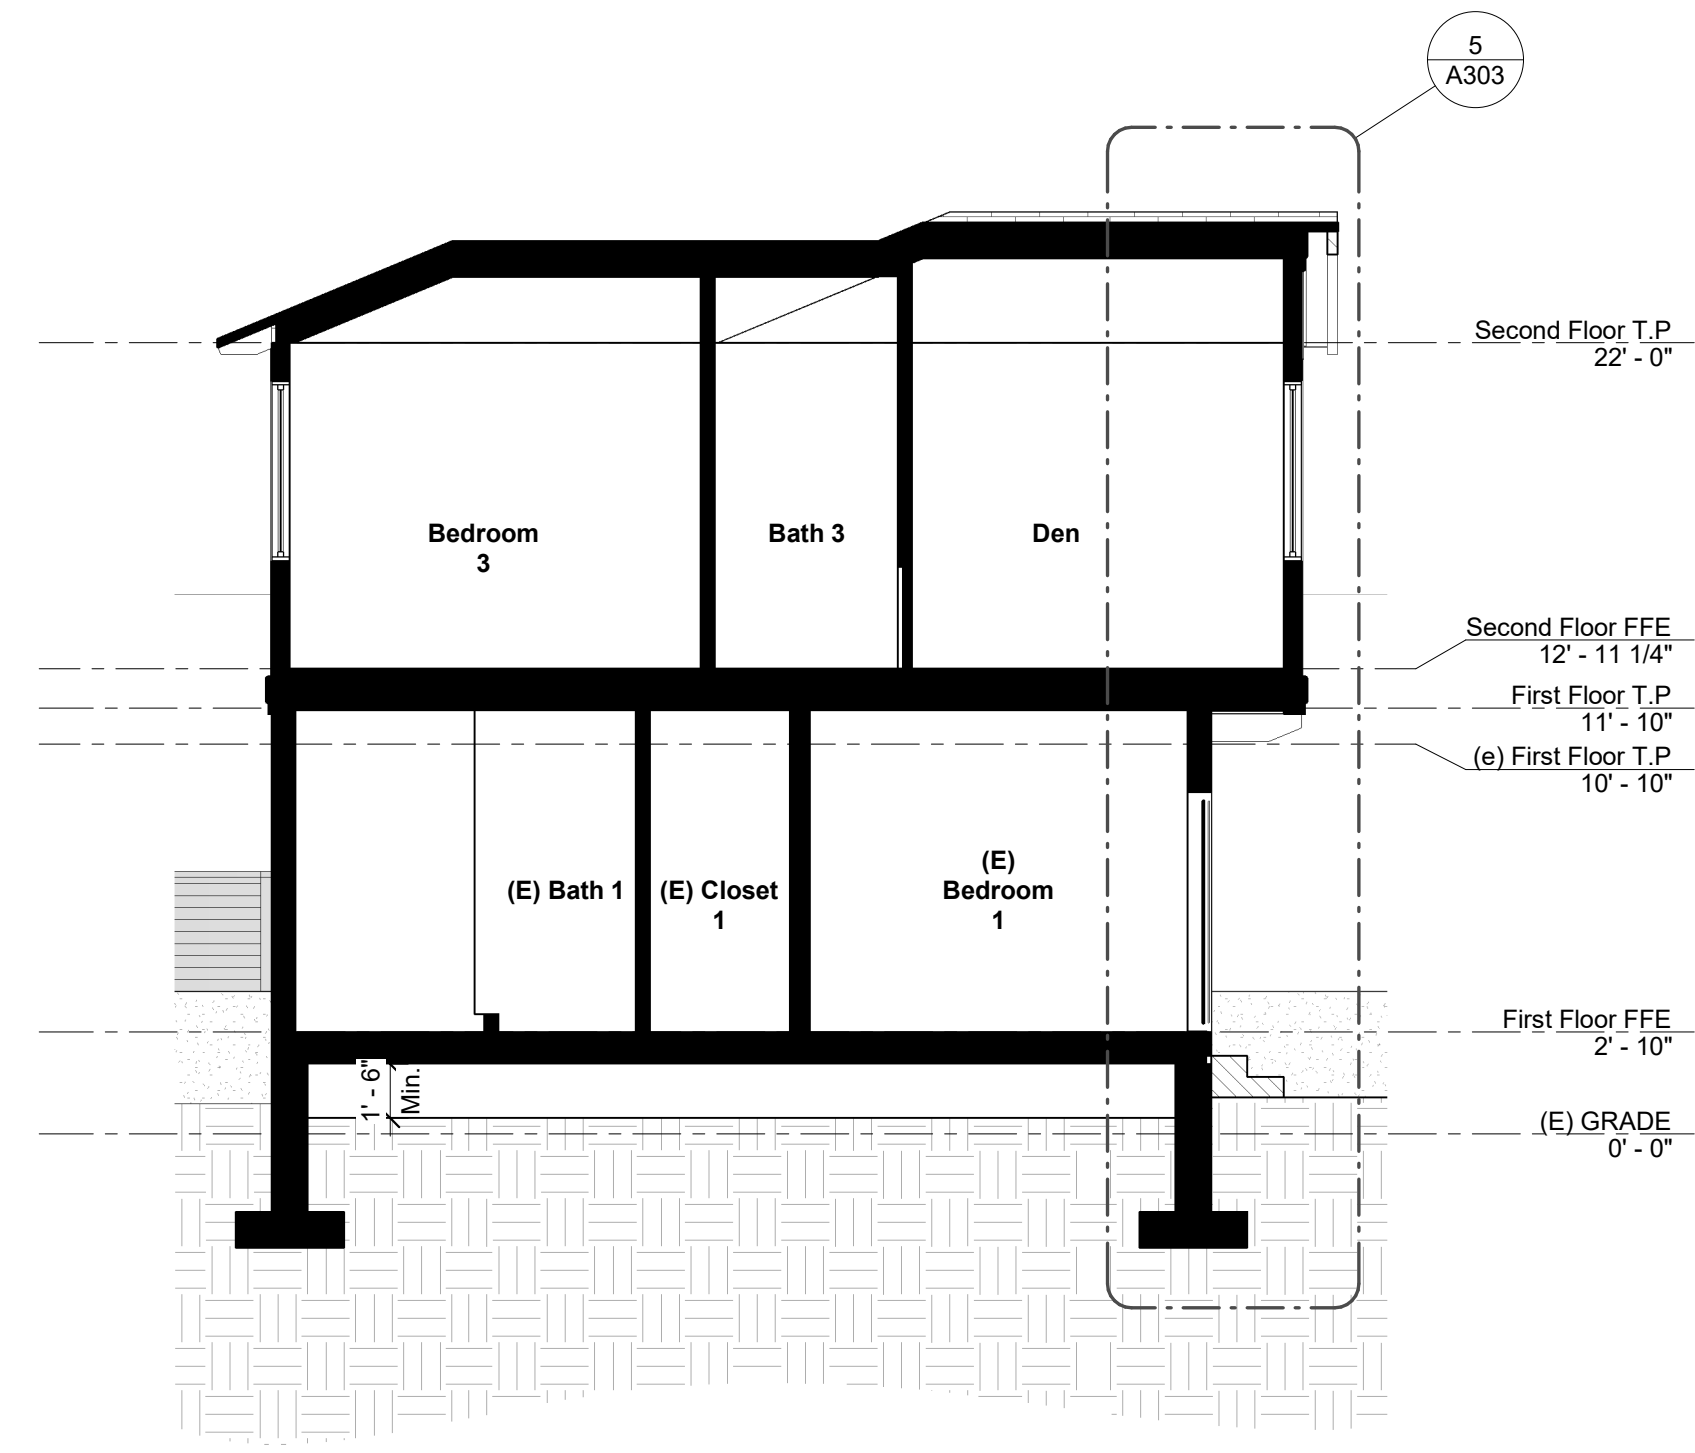 5
A303
Second Floor T.P
22' - 0"
Bedroom
3
Bath 3
Den
Second Floor FFE
12' - 11 1/4"
First Floor T.P
11' - 10"
(e) First Floor T.P
10' - 10"
(E) Bath 1
(E) Closet
1
(E)
Bedroom
1
First Floor FFE
2' - 10"
1' - 6"
Min.
(E) GRADE
0' - 0"